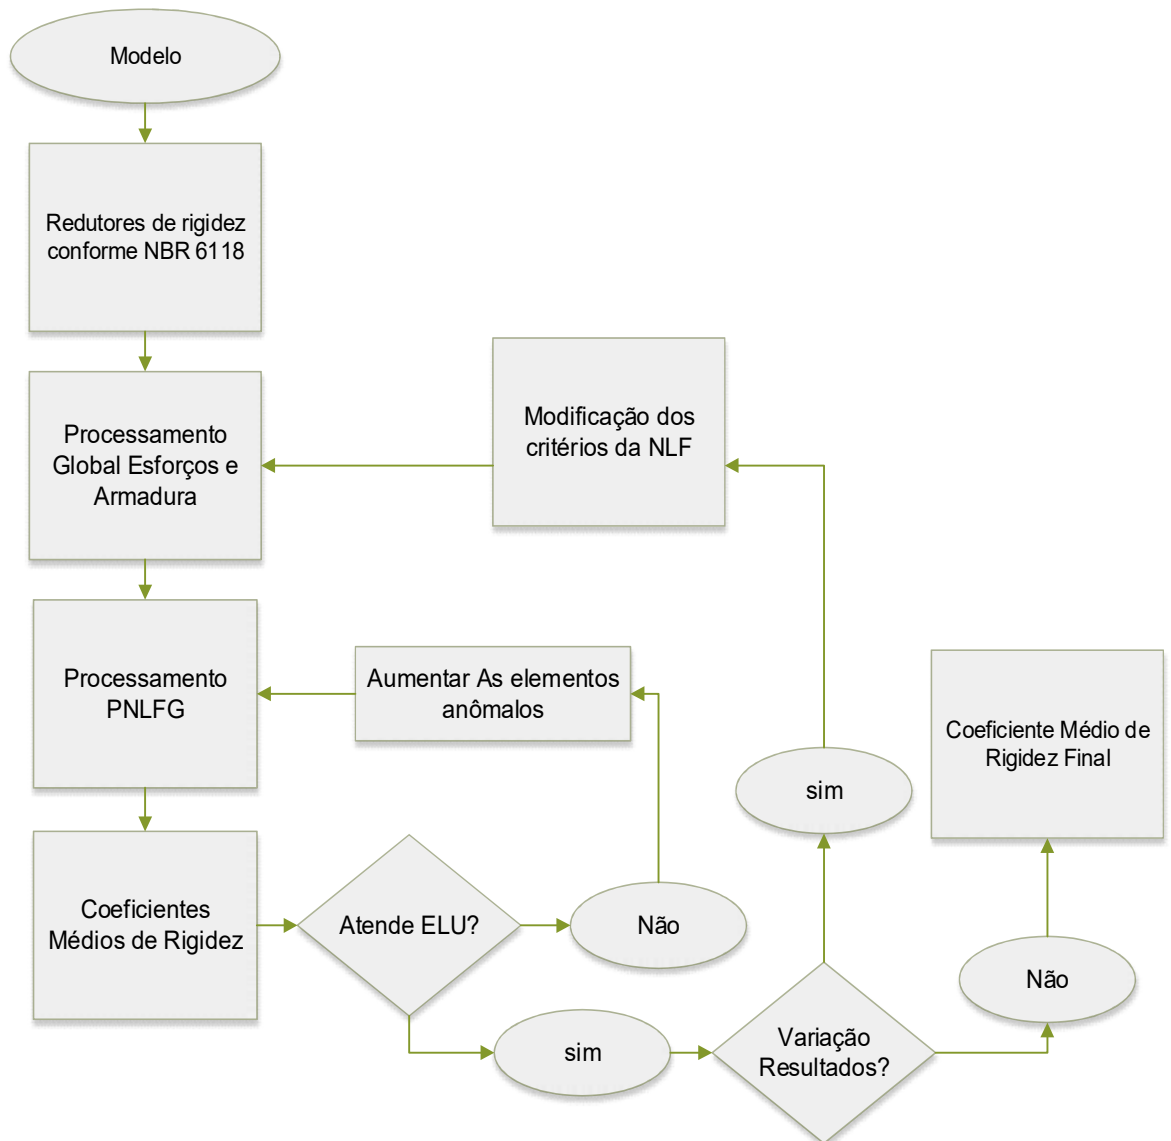 Modelo
Redutores de rigidez
conforme NBR 6118
Processamento
Global Esforços e
Armadura
Modificação dos
critérios da NLF
Processamento
PNLFG
Aumentar As elementos
anômalos
Coeficiente Médio de
Rigidez Final
sim
Coeficientes
Médios de Rigidez
Atende ELU?
Não
Não
sim
Variação
Resultados?